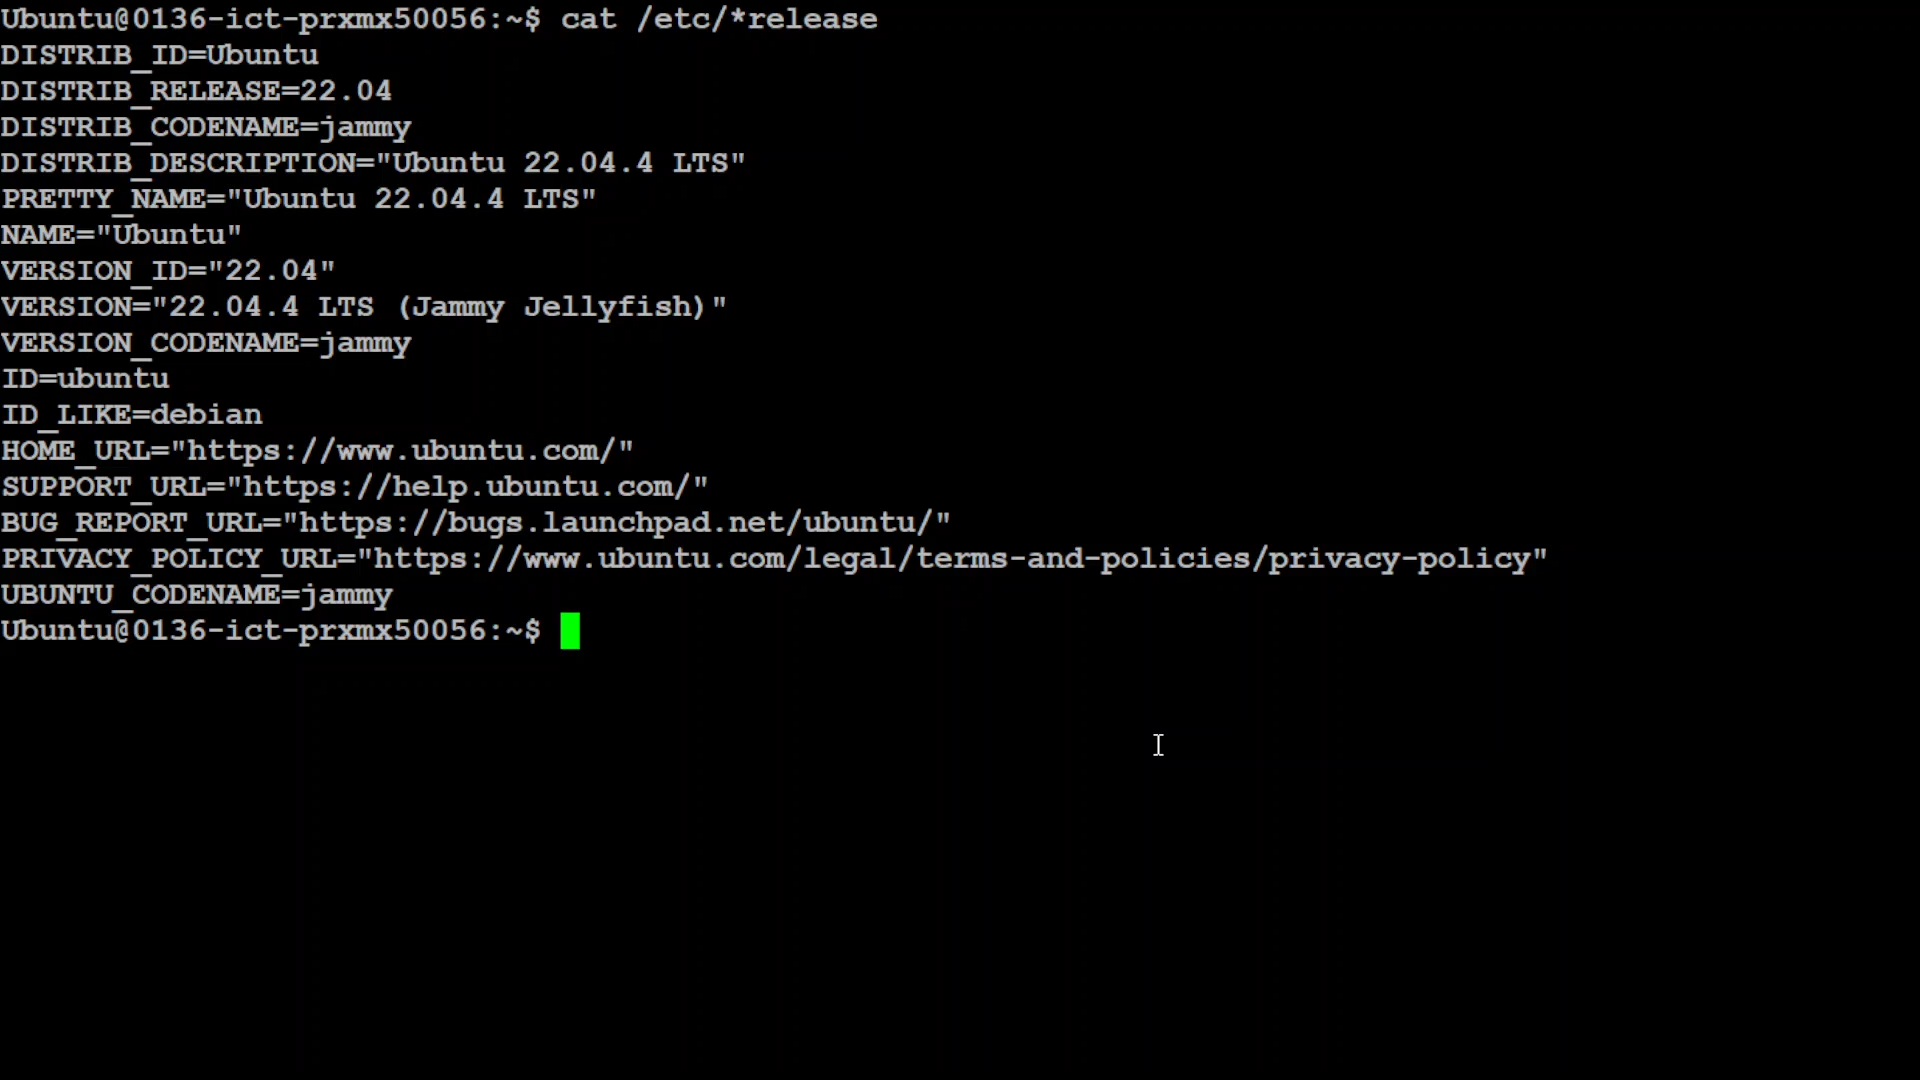 Ubuntu@0136-ict-prxmx50056:~$ cat /etc/*release
DISTRIB_ID=Ubuntu
DISTRIB_RELEASE=22.04
DISTRIB_CODENAME=jammy
DISTRIB_DESCRIPTION="Ubuntu 22.04.4 LTS"
PRETTY_NAME="Ubuntu 22.04.4 LTS"
NAME="Ubuntu"
VERSION_ID="22.04"
VERSION="22.04.4 LTS (Jammy Jellyfish)"
VERSION_CODENAME=jammy
ID=ubuntu
ID_LIKE=debian
HOME_URL="https://www.ubuntu.com/"
SUPPORT_URL="https://help.ubuntu.com/"
BUG_REPORT_URL="https://bugs.launchpad.net/ubuntu/"
PRIVACY_POLICY_URL="https://www.ubuntu.com/legal/terms-and-policies/privacy-policy"
UBUNTU_CODENAME=jammy
Ubuntu@0136-ict-prxmx50056:~$